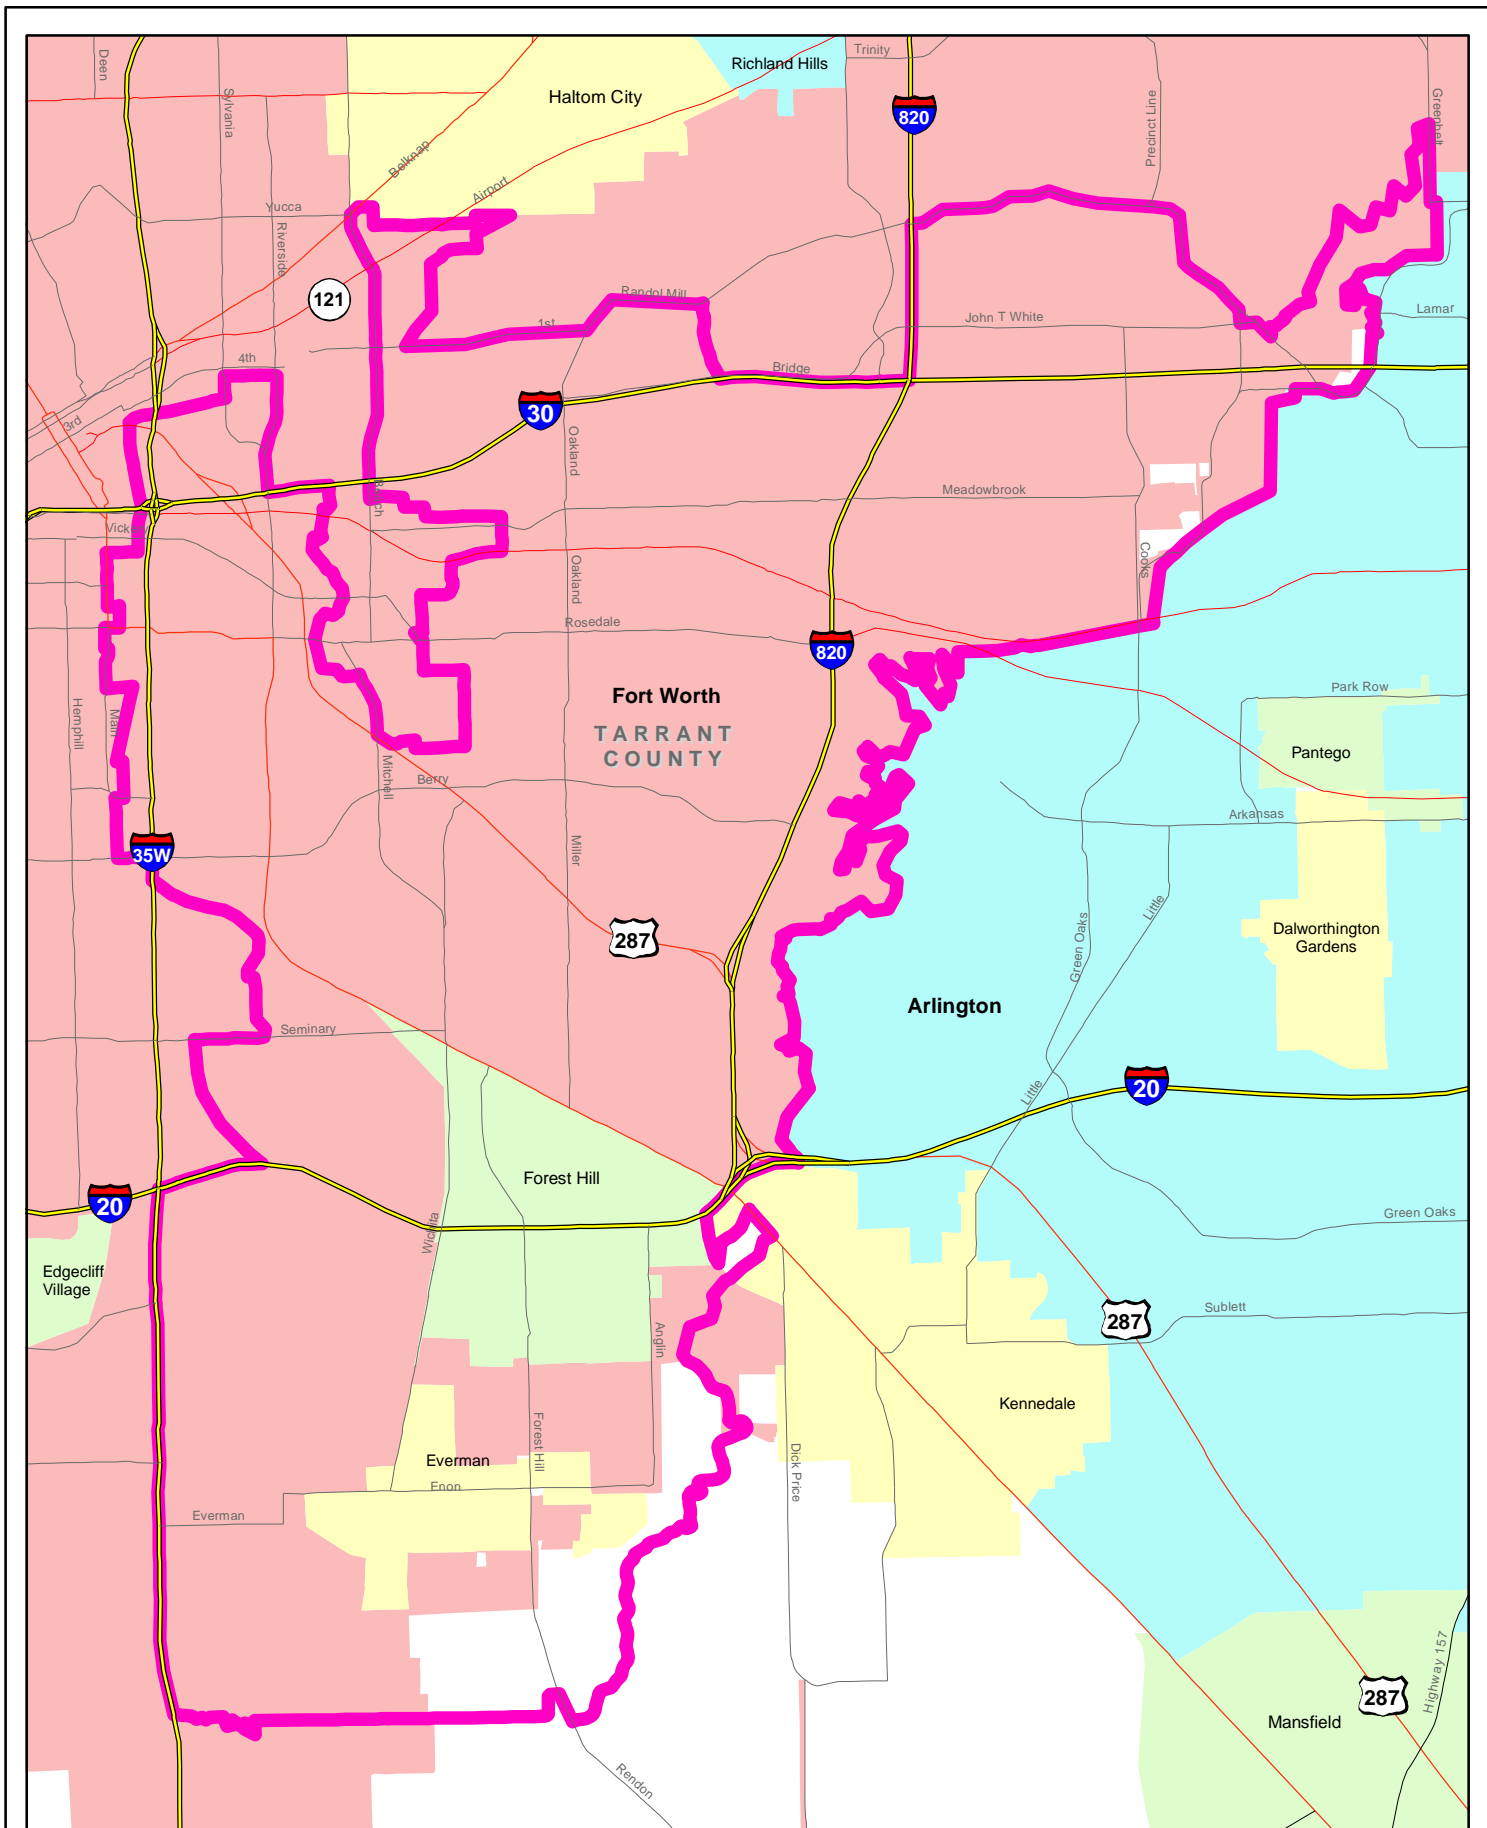 Deen
Sylvania
Haltom City
Richland Hills
Trinity
820
Precinct Line
Greenbelt
Belknap
Airport
Yucca
Riverside
121
Randol Mill
1st
John T White
Lamar
4th
Bridge
30
3rd
Oakland
Beach
Meadowbrook
Vickery
Oakland
Cooks
Rosedale
820
Fort Worth
TARRANT
COUNTY
Park Row
Hemphill
Main
Mitchell
Berry
Pantego
Arkansas
35W
Miller
287
Little
Green Oaks
Dalworthington
Gardens
Arlington
Seminary
Little
20
Forest Hill
20
Wichita
Green Oaks
Edgecliff
Village
Anglin
287
Sublett
Kennedale
Everman
Enon
Forest Hill
Dick Price
Everman
Highway 157
287
Mansfield
Rendon